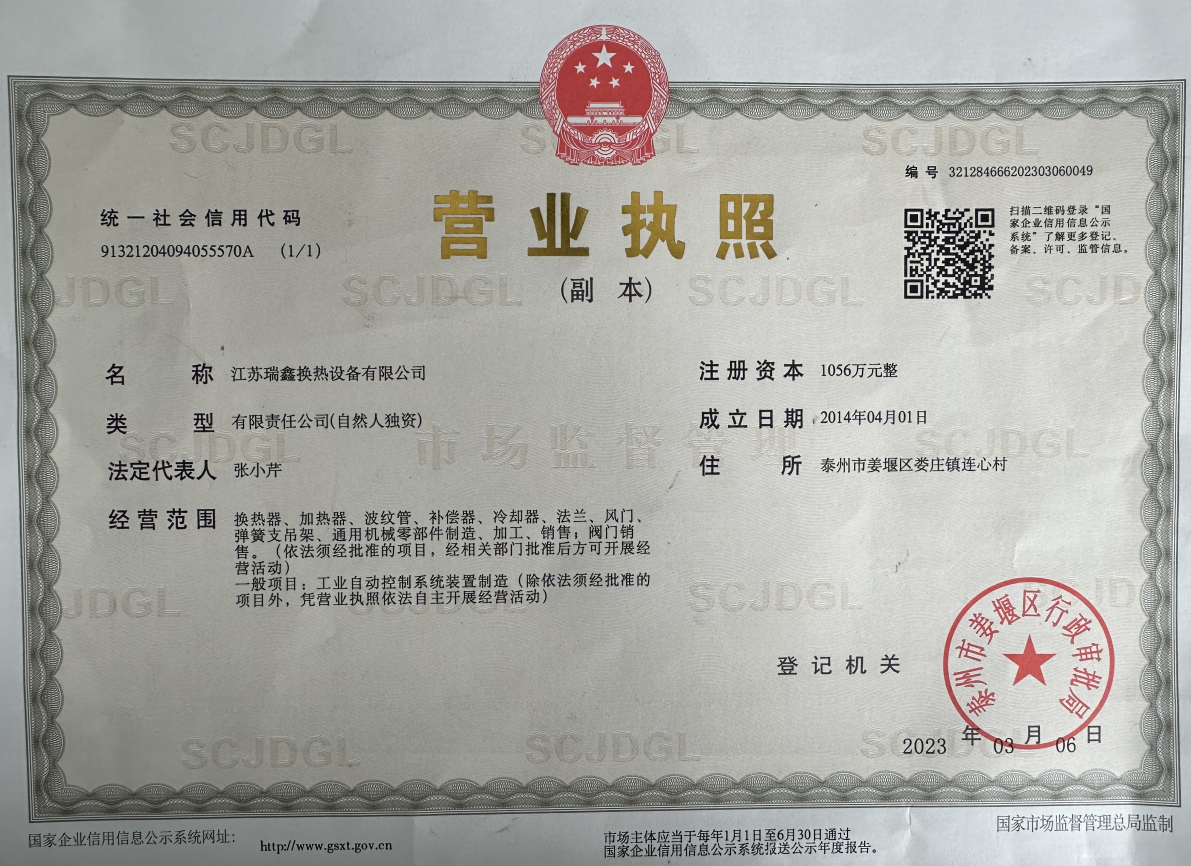 编 号 321284666202303060049
统一社会信用代码
91321204094055570A (1/1)
营业执照
(副 本)
扫描二维码登录“国
家企业信用信息公示
系统”了解更多登记、
备案、许可、监管信息。
名 称 江苏瑞鑫换热设备有限公司
类 型 有限责任公司(自然人独资)
法定代表人 张小芹
经营范围 换热器、加热器、波纹管、补偿器、冷却器、法兰、风门、
弹簧支吊架、通用机械零部件制造、加工、销售；阀门销
售。（依法须经批准的项目，经相关部门批准后方可开展经
营活动）
一般项目：工业自动控制系统装置制造（除依法须经批准的
项目外，凭营业执照依法自主开展经营活动）
注册资本 1056万元整
成立日期 2014年04月01日
住 所 泰州市姜堰区娄庄镇连心村
登记机关
泰州市姜堰区行政审批局
2023 年 03 月 06 日
SCJDGL
市场监督管理
国家企业信用信息公示系统网址：
http://www.gsxt.gov.cn
市场主体应当于每年1月1日至6月30日通过
国家企业信用信息公示系统报送公示年度报告。
国家市场监督管理总局监制